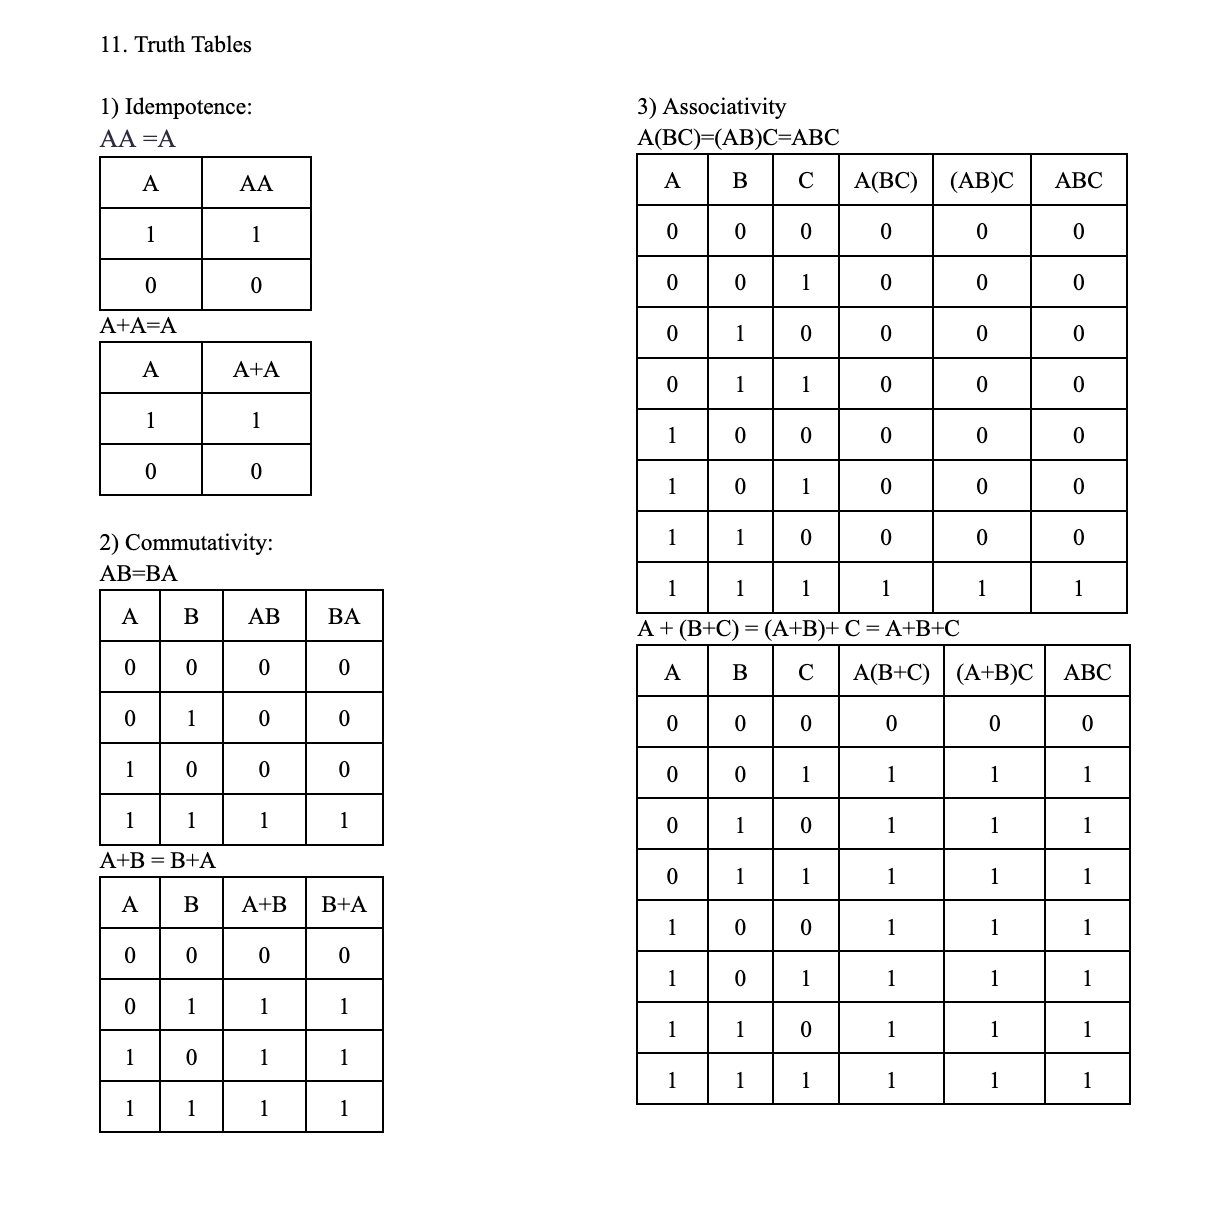 11. Truth Tables
1) Idempotence:
AA =A
A AA
1 1
0 0
A+A=A
A A+A
1 1
0 0
2) Commutativity:
AB=BA
A B AB BA
0 0 0 0
0 1 0 0
1 0 0 0
1 1 1 1
A+B = B+A
A B A+B B+A
0 0 0 0
0 1 1 1
1 0 1 1
1 1 1 1
3) Associativity
A(BC)=(AB)C=ABC
A B C A(BC) (AB)C ABC
0 0 0 0 0 0
0 0 1 0 0 0
0 1 0 0 0 0
0 1 1 0 0 0
1 0 0 0 0 0
1 0 1 0 0 0
1 1 0 0 0 0
1 1 1 1 1 1
A + (B+C) = (A+B)+ C = A+B+C
A B C A(B+C) (A+B)C ABC
0 0 0 0 0 0
0 0 1 1 1 1
0 1 0 1 1 1
0 1 1 1 1 1
1 0 0 1 1 1
1 0 1 1 1 1
1 1 0 1 1 1
1 1 1 1 1 1